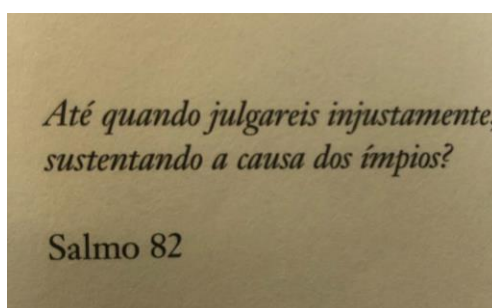 Até quando julgareis injustamente,
sustentando a causa dos ímpios?
Salmo 82